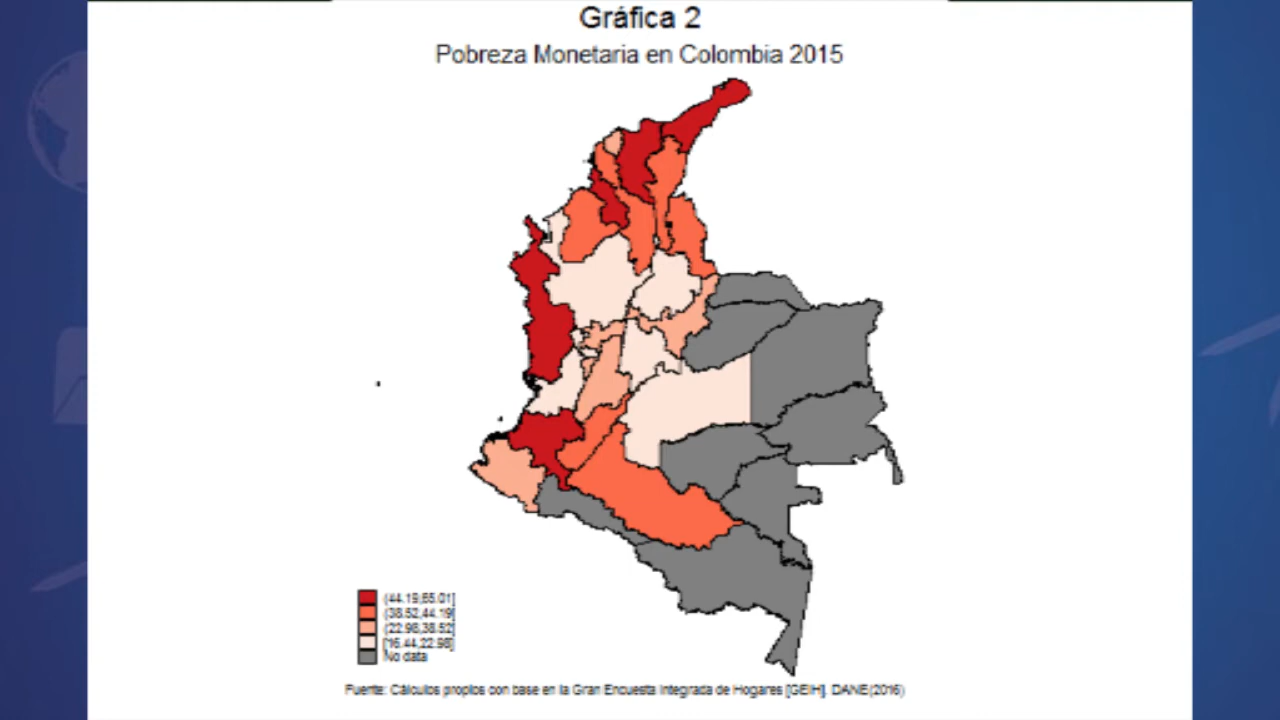 Gráfica 2
Pobreza Monetaria en Colombia 2015
(44.19,65.01]
(38.52,44.19]
(22.98,38.52]
[16.44,22.98]
No data
Fuente: Cálculos propios con base en la Gran Encuesta Integrada de Hogares [GEIH]. DANE(2016)